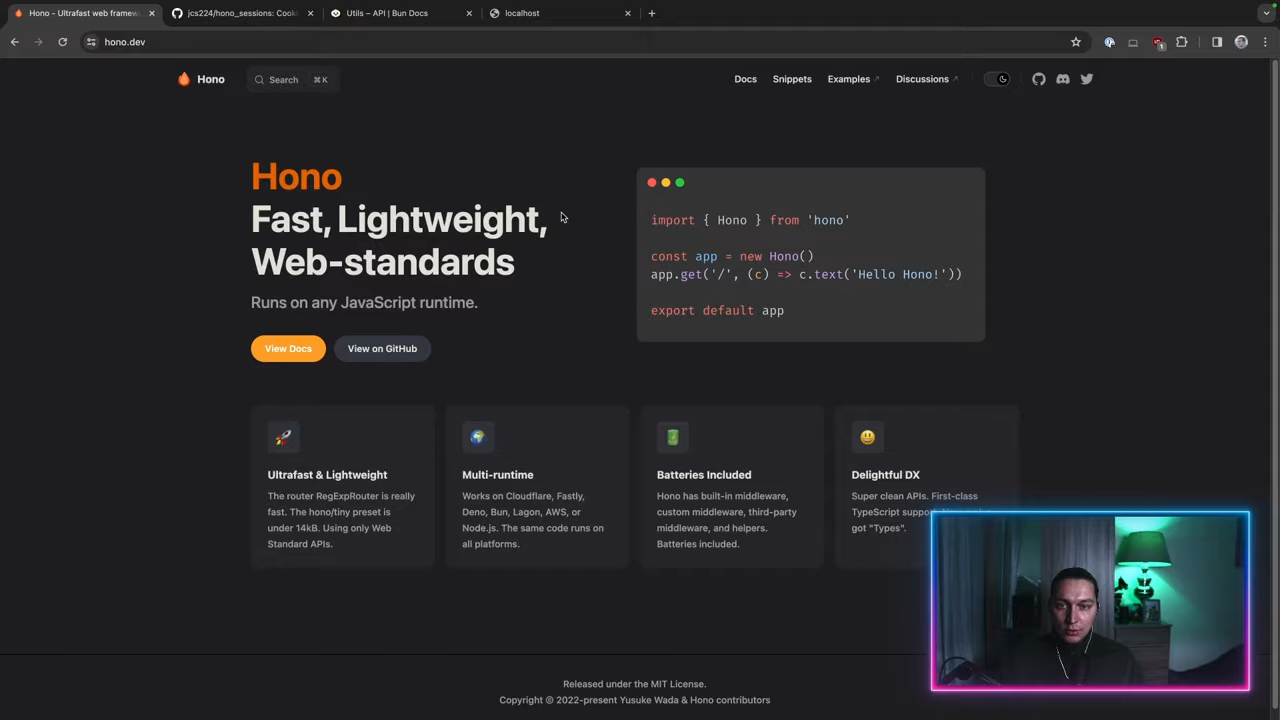 Hono - Ultrafast web framew
jcs224/hono_sessions: Cooki
Utils – API | Bun Docs
localhost
hono.dev
1
Hono
Search ⌘ K
Docs
Snippets
Examples
Discussions
Hono
Fast, Lightweight,
Web-standards
Runs on any JavaScript runtime.
View Docs
View on GitHub
import { Hono } from 'hono'
const app = new Hono()
app.get('/', (c) => c.text('Hello Hono!'))
export default app
Ultrafast & Lightweight
The router RegExpRouter is really
fast. The hono/tiny preset is
under 14kB. Using only Web
Standard APIs.
Multi-runtime
Works on Cloudflare, Fastly,
Deno, Bun, Lagon, AWS, or
Node.js. The same code runs on
all platforms.
Batteries Included
Hono has built-in middleware,
custom middleware, third-party
middleware, and helpers.
Batteries included.
Delightful DX
Super clean APIs. First-class
TypeScript support.
got "Types".
Released under the MIT License.
Copyright © 2022-present Yusuke Wada & Hono contributors